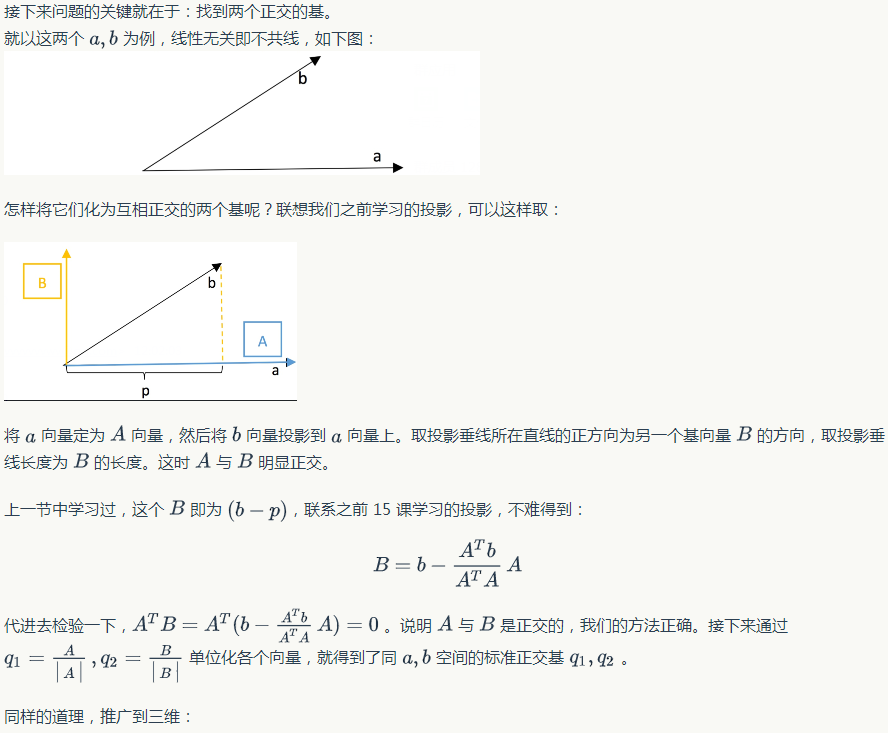 接下来问题的关键就在于：找到两个正交的基。
就以这两个 a, b 为例，线性无关即不共线，如下图：
b
a
怎样将它们化为互相正交的两个基呢？联想我们之前学习的投影，可以这样取：
B
b
A
a
p
将 a 向量定为 A 向量，然后将 b 向量投影到 a 向量上。取投影垂线所在直线的正方向为另一个基向量 B 的方向，取投影垂
线长度为 B 的长度。这时 A 与 B 明显正交。
上一节中学习过，这个 B 即为 (b − p)，联系之前 15 课学习的投影，不难得到：
B = b − \frac{A^T b}{A^T A} A
代进去检验一下，A^T B = A^T (b − \frac{A^T b}{A^T A} A) = 0 。说明 A 与 B 是正交的，我们的方法正确。接下来通过
q_1 = \frac{A}{|A|}, q_2 = \frac{B}{|B|} 单位化各个向量，就得到了同 a, b 空间的标准正交基 q_1, q_2 。
同样的道理，推广到三维：